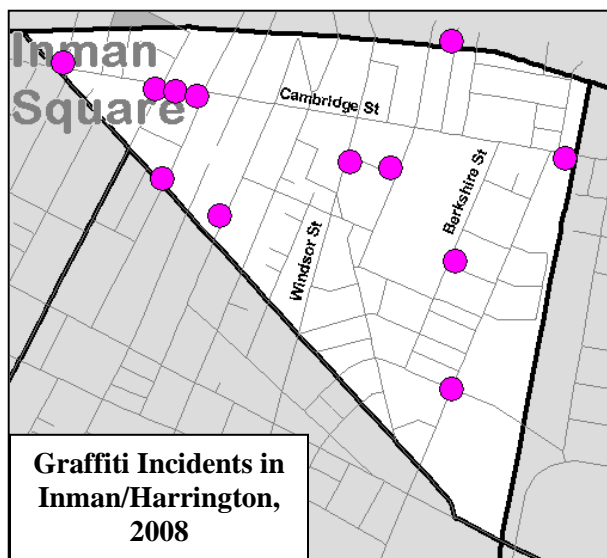 Inman
Square
Cambridge St
Berkshire St
Windsor St
Graffiti Incidents in
Inman/Harrington,
2008